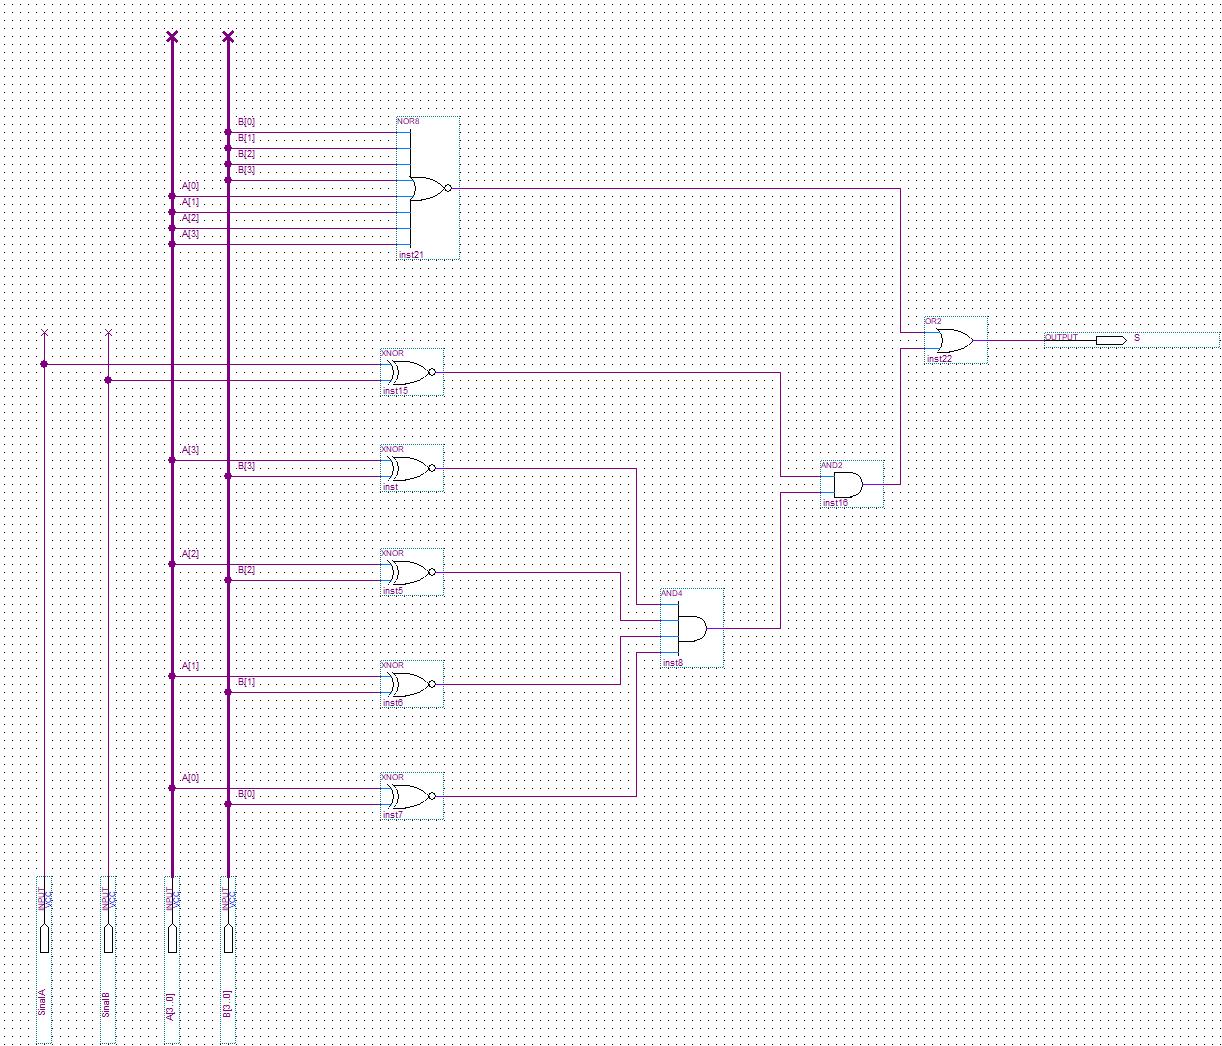 B[0]
NOR8
B[1]
B[2]
B[3]
A[0]
A[1]
A[2]
A[3]
inst21
OR2
OUTPUT
S
inst22
XNOR
inst15
A[3]
XNOR
B[3]
inst
AND2
inst16
A[2]
XNOR
B[2]
inst5
AND4
A[1]
XNOR
B[1]
inst6
inst8
A[0]
XNOR
B[0]
inst7
INPUT
VCC
INPUT
VCC
INPUT
VCC
INPUT
VCC
SinalA
SinalB
A[3..0]
B[3..0]